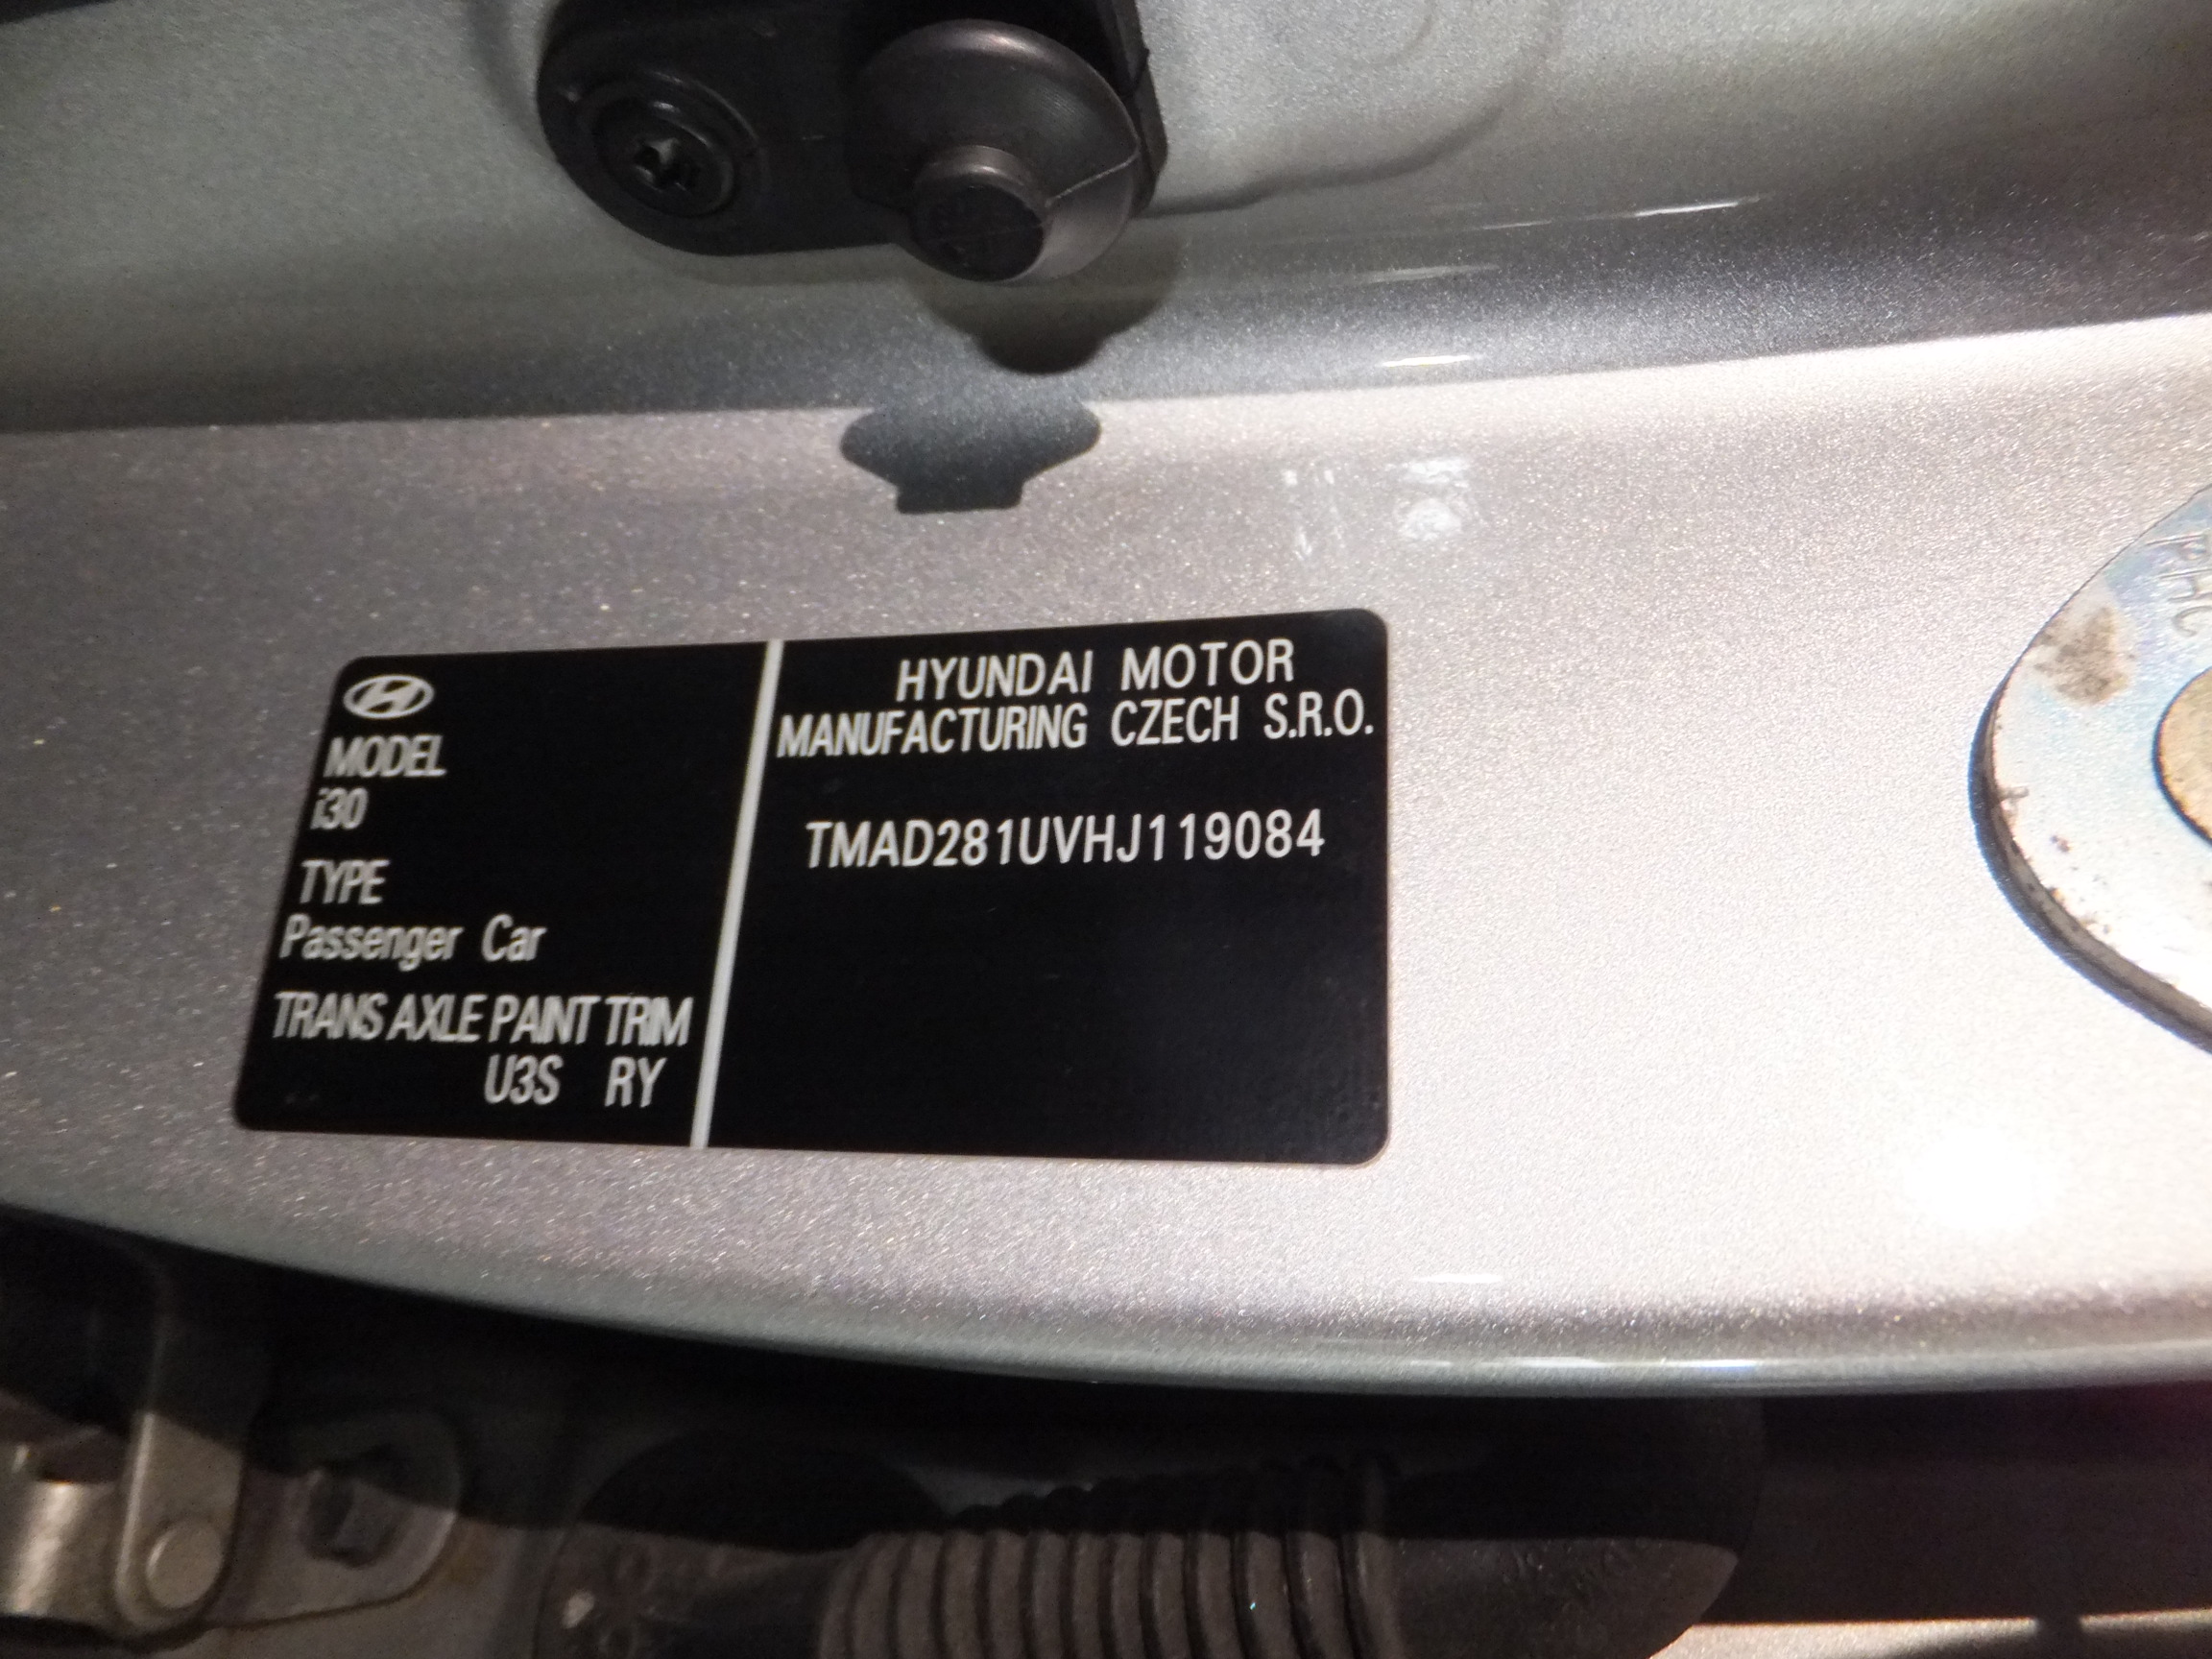 MODEL
i30
TYPE
Passenger Car
TRANS AXLE PAINT TRIM
U3S RY
HYUNDAI MOTOR
MANUFACTURING CZECH S.R.O.
TMAD281UVHJ119084